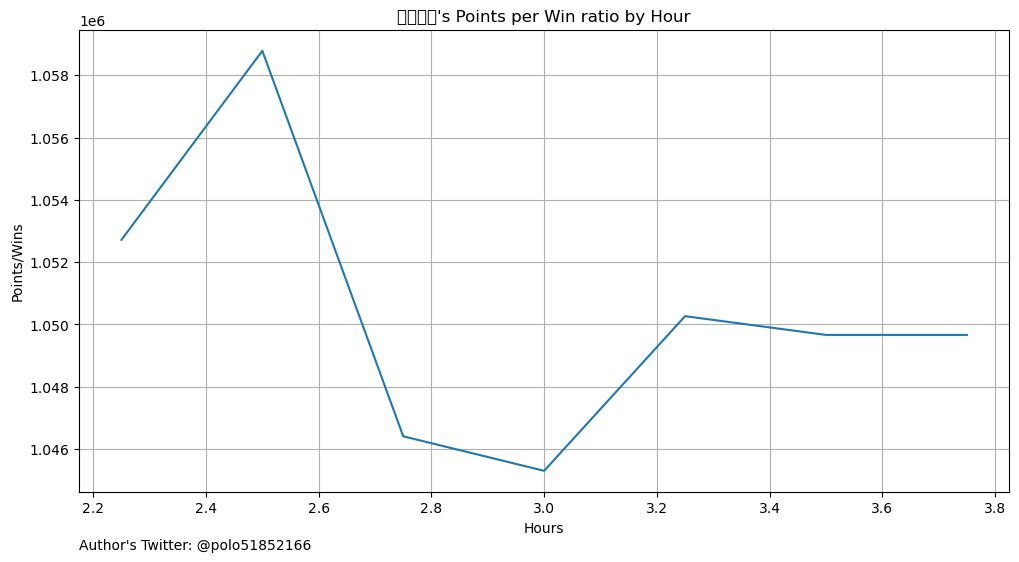 's Points per Win ratio by Hour
1e6
1.058
1.056
1.054
1.052
1.050
1.048
1.046
Points/Wins
2.2 2.4 2.6 2.8 3.0 3.2 3.4 3.6 3.8
Hours
Author's Twitter: @polo51852166